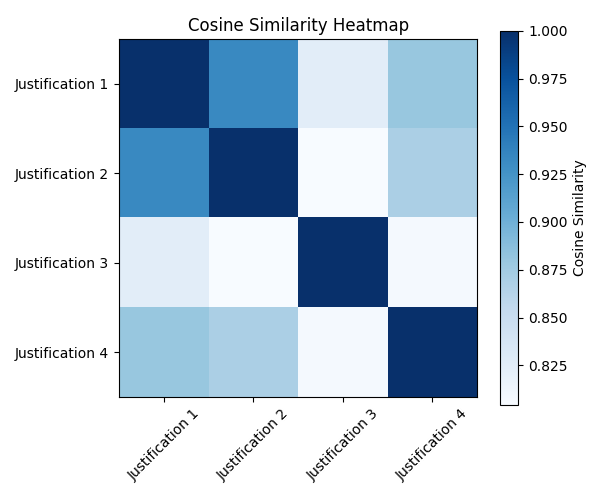 Cosine Similarity Heatmap
Justification 1
Justification 2
Justification 3
Justification 4
Justification 1
Justification 2
Justification 3
Justification 4
1.000
0.975
0.950
0.925
0.900
0.875
0.850
0.825
Cosine Similarity